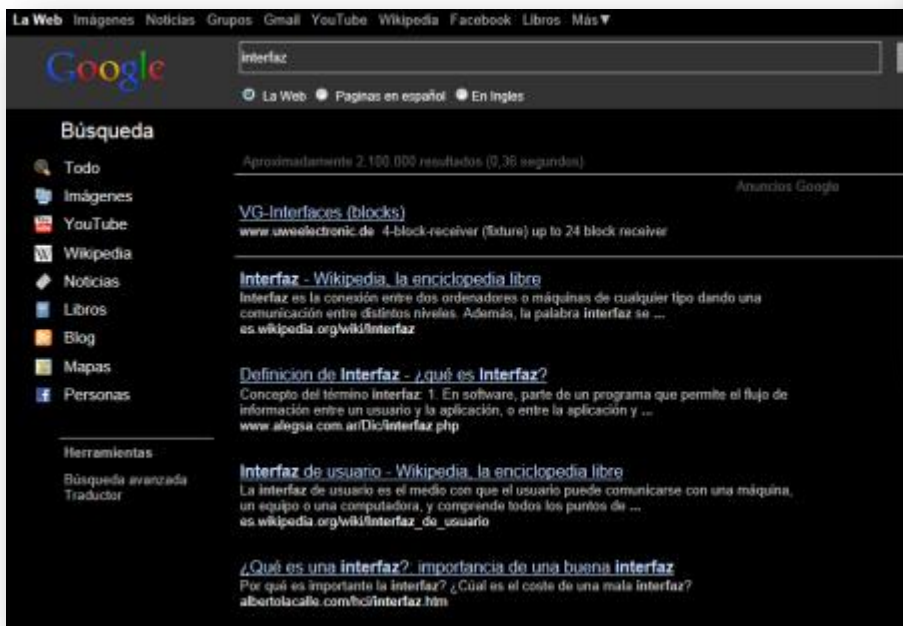 La Web Imágenes Noticias Grupos Gmail YouTube Wikipedia Facebook Libros Más▼
Google
interfaz
La Web Paginas en español En Ingles
Búsqueda
Todo
Imágenes
YouTube
Wikipedia
Noticias
Libros
Blog
Mapas
Personas
Herramientas
Búsqueda avanzada
Traductor
Aproximadamente 2.100.000 resultados (0,36 segundos)
Anuncios Google
VG-Interfaces (blocks)
www.uweelectronic.de 4-block-receiver (fixture) up to 24 block receiver
Interfaz - Wikipedia, la enciclopedia libre
Interfaz es la conexión entre dos ordenadores o máquinas de cualquier tipo dando una
comunicación entre distintos niveles. Además, la palabra interfaz se ...
es.wikipedia.org/wiki/Interfaz
Definicion de Interfaz - ¿qué es Interfaz?
Concepto del término Interfaz: 1. En software, parte de un programa que permite el flujo de
información entre un usuario y la aplicación, o entre la aplicación y ...
www.alegsa.com.ar/Dic/interfaz.php
Interfaz de usuario - Wikipedia, la enciclopedia libre
La interfaz de usuario es el medio con que el usuario puede comunicarse con una máquina,
un equipo o una computadora, y comprende todos los puntos de ...
es.wikipedia.org/wiki/Interfaz_de_usuario
¿Qué es una interfaz?: importancia de una buena interfaz
Por qué es importante la interfaz? ¿Cúal es el coste de una mala interfaz?
albertolacalle.com/hci/interfaz.htm